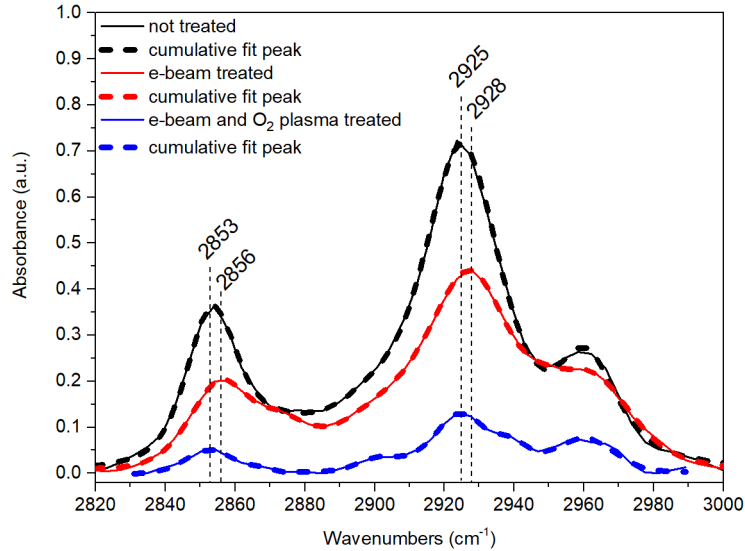 not treated
cumulative fit peak
e-beam treated
cumulative fit peak
e-beam and O₂ plasma treated
cumulative fit peak
2853
2856
2925
2928
Absorbance (a.u.)
1.0
0.9
0.8
0.7
0.6
0.5
0.4
0.3
0.2
0.1
0.0
2820 2840 2860 2880 2900 2920 2940 2960 2980 3000
Wavenumbers (cm⁻¹)